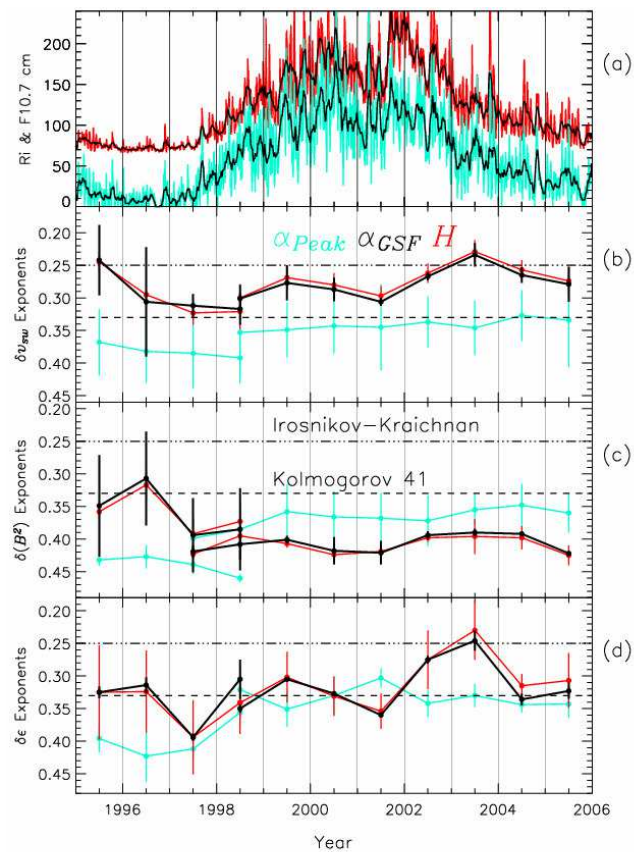 Ri & F10.7 cm
200
150
100
50
0
(a)
δv_sw Exponents
0.20
0.25
0.30
0.35
0.40
0.45
α_Peak α_GSF H
(b)
δ(B²) Exponents
0.20
0.25
0.30
0.35
0.40
0.45
Irosnikov–Kraichnan
Kolmogorov 41
(c)
δε Exponents
0.20
0.25
0.30
0.35
0.40
0.45
(d)
1996 1998 2000 2002 2004 2006
Year